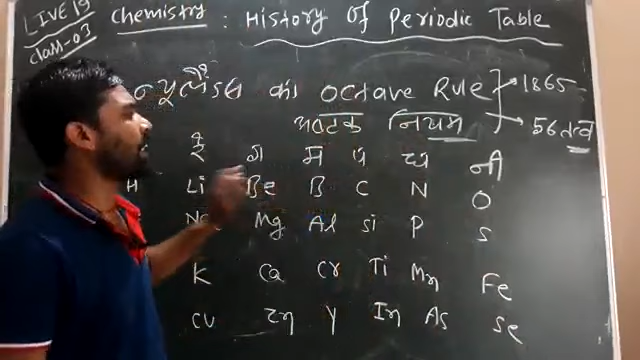 LIVE 19
class-03
Chemistry : History Of Periodic Table
न्यूलैंड का Octave Rule → 1865
अष्टक नियम → 56 तत्व
रे ग म प ध नी
H Li Be B C N O
Na Mg Al Si P S
K Ca Cr Ti Mn Fe
Cu Zn Y In As Se